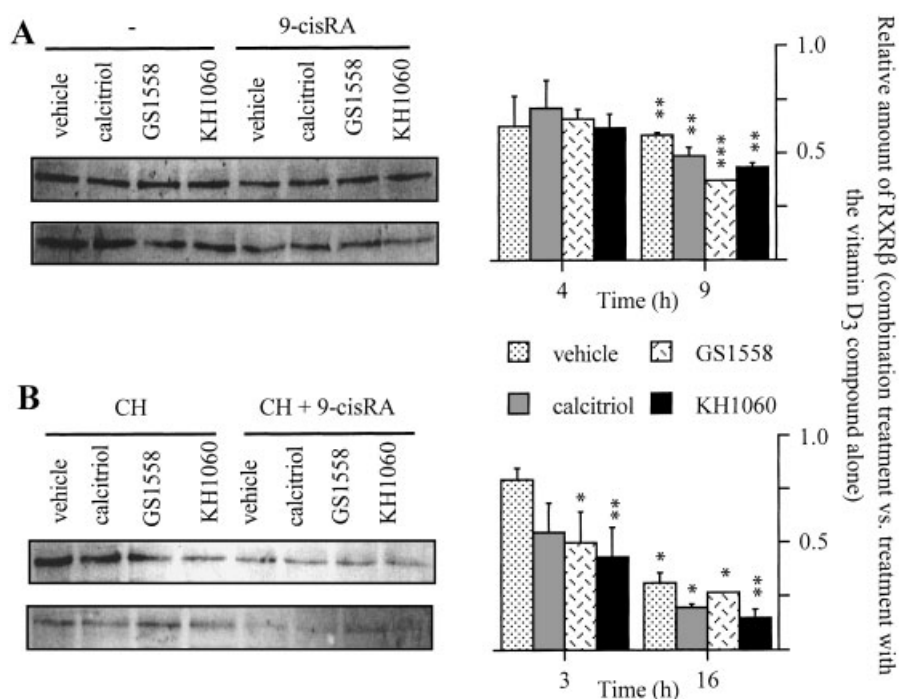 A
-
9-cisRA
vehicle
calcitriol
GS1558
KH1060
vehicle
calcitriol
GS1558
KH1060
1.0
0.5
**
**
***
**
4
9
Time (h)
vehicle
GS1558
calcitriol
KH1060
Relative amount of RXRβ (combination treatment vs. treatment with
the vitamin D3 compound alone)
B
CH
CH + 9-cisRA
vehicle
calcitriol
GS1558
KH1060
vehicle
calcitriol
GS1558
KH1060
1.0
0.5
*
**
*
*
*
**
3
16
Time (h)